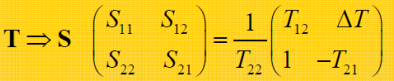 T ⇒ S (S₁₁ S₁₂ S₂₂ S₂₁) = 1/T₂₂ (T₁₂ ΔT 1 −T₂₁)